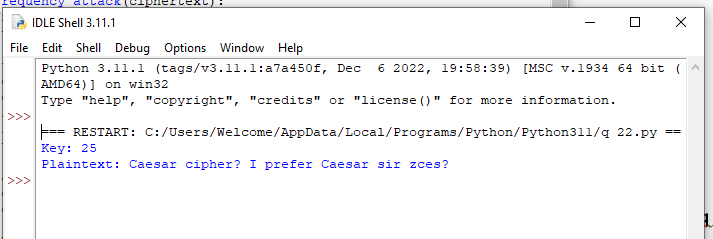 requency attack(ciphertext):
IDLE Shell 3.11.1
File Edit Shell Debug Options Window Help
Python 3.11.1 (tags/v3.11.1:a7a450f, Dec  6 2022, 19:58:39) [MSC v.1934 64 bit (
AMD64)] on win32
Type "help", "copyright", "credits" or "license()" for more information.
>>>
=== RESTART: C:/Users/Welcome/AppData/Local/Programs/Python/Python311/q 22.py ==
Key: 25
Plaintext: Caesar cipher? I prefer Caesar sir zces?
>>>